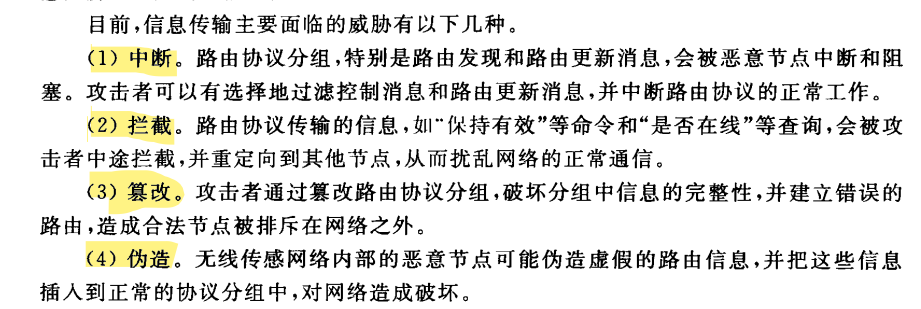 目前,信息传输主要面临的威胁有以下几种。
(1) 中断。路由协议分组,特别是路由发现和路由更新消息,会被恶意节点中断和阻
塞。攻击者可以有选择地过滤控制消息和路由更新消息,并中断路由协议的正常工作。
(2) 拦截。路由协议传输的信息,如“保持有效”等命令和“是否在线”等查询,会被攻
击者中途拦截,并重定向到其他节点,从而扰乱网络的正常通信。
(3) 篡改。攻击者通过篡改路由协议分组,破坏分组中信息的完整性,并建立错误的
路由,造成合法节点被排斥在网络之外。
(4) 伪造。无线传感网络内部的恶意节点可能伪造虚假的路由信息,并把这些信息
插入到正常的协议分组中,对网络造成破坏。